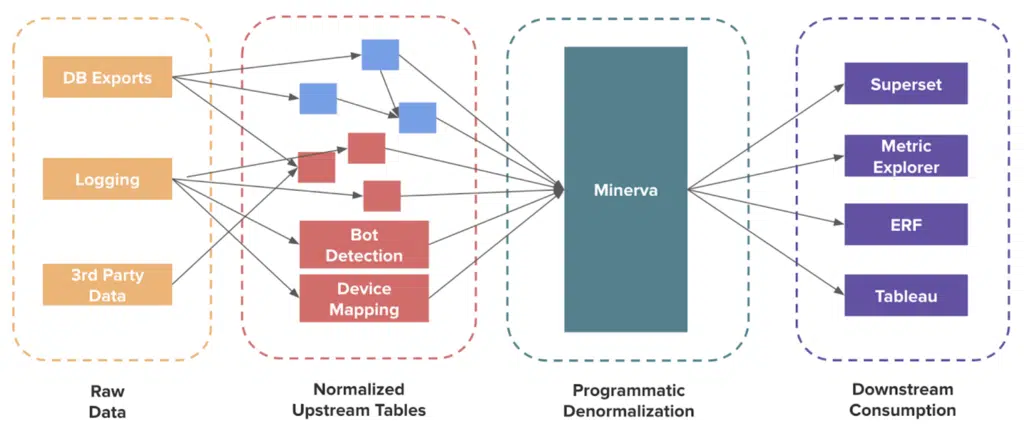 DB Exports
Logging
3rd Party
Data
Bot
Detection
Device
Mapping
Minerva
Superset
Metric
Explorer
ERF
Tableau
Raw
Data
Normalized
Upstream Tables
Programmatic
Denormalization
Downstream
Consumption